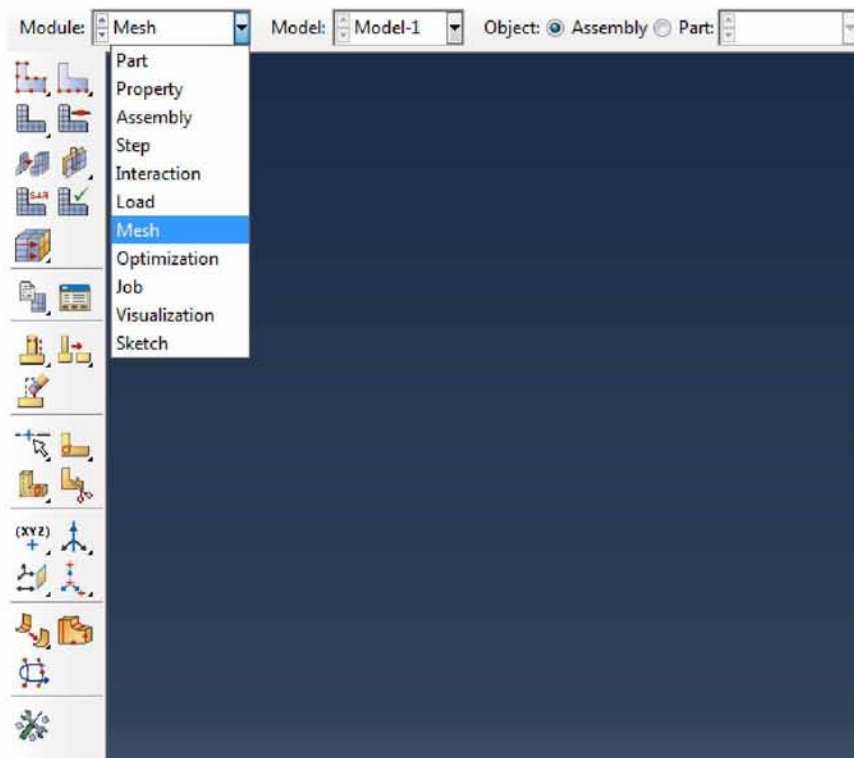 Module: Mesh Model: Model-1 Object: Assembly Part:
Part
Property
Assembly
Step
Interaction
Load
Mesh
Optimization
Job
Visualization
Sketch
S4R
(XYZ)